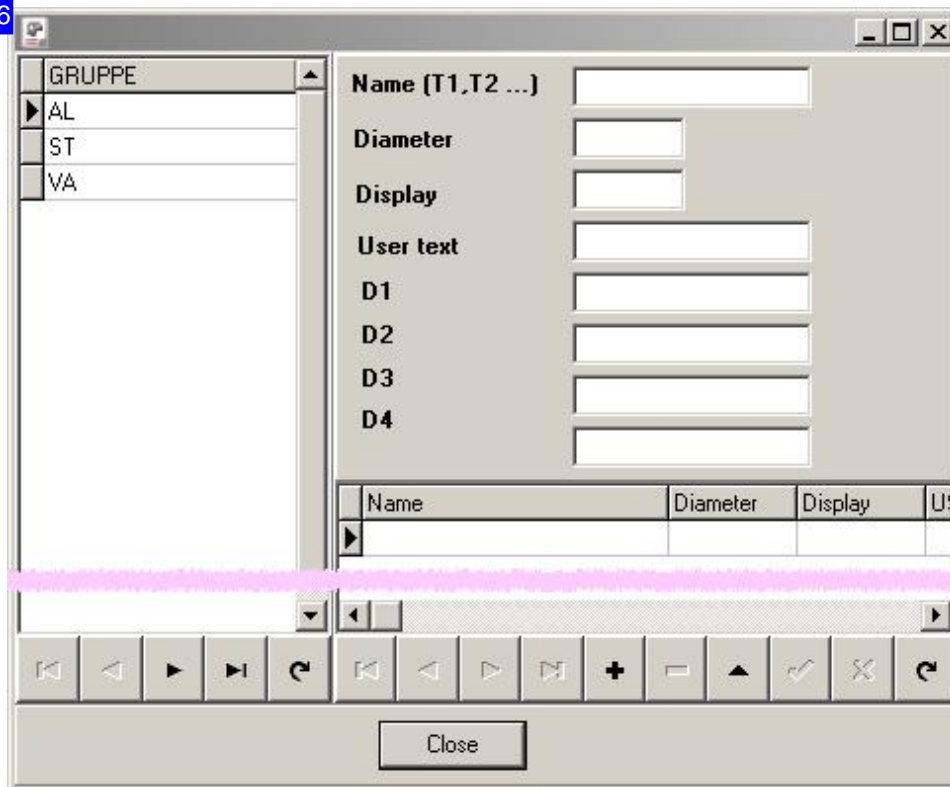 6
GRUPPE
AL
ST
VA
Name (T1,T2 ...)
Diameter
Display
User text
D1
D2
D3
D4
Name Diameter Display
Close